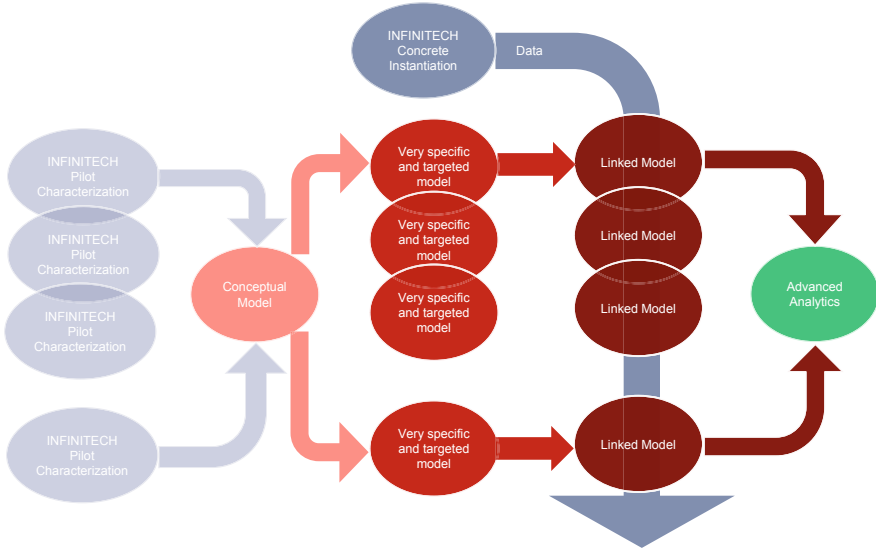 INFINITECH
Concrete
Instantiation
Data
INFINITECH
Pilot
Characterization
INFINITECH
Pilot
Characterization
INFINITECH
Pilot
Characterization
INFINITECH
Pilot
Characterization
Conceptual
Model
Very specific
and targeted
model
Very specific
and targeted
model
Very specific
and targeted
model
Very specific
and targeted
model
Linked Model
Linked Model
Linked Model
Linked Model
Advanced
Analytics